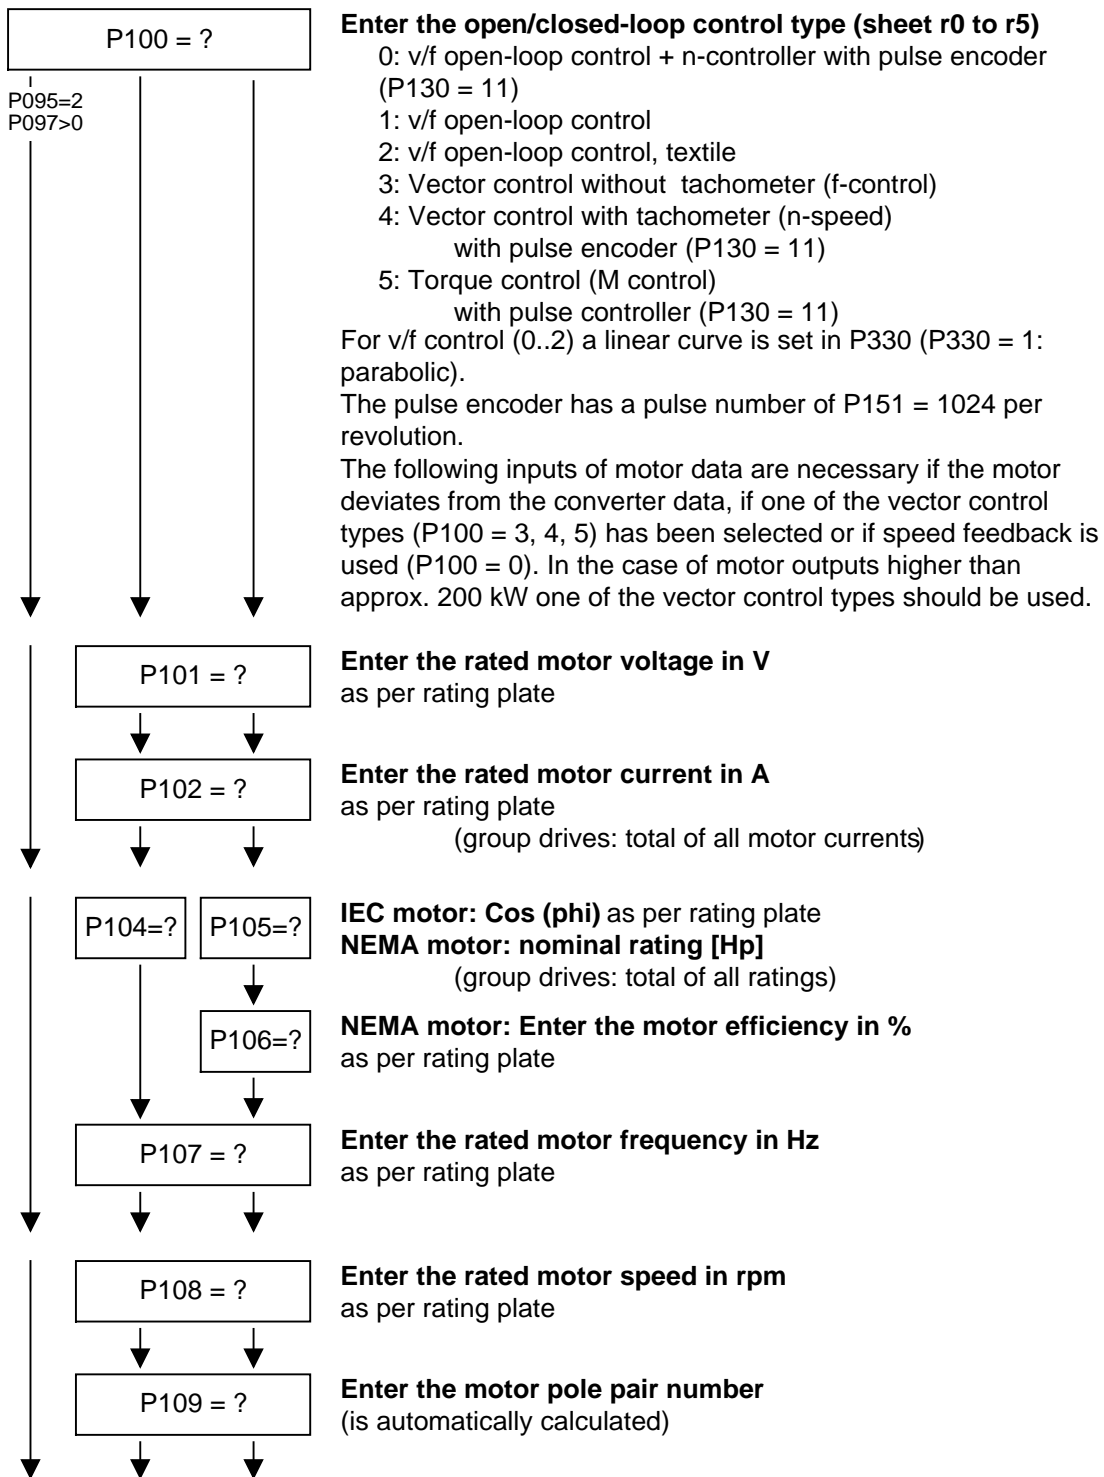 P100 = ?
P095=2
P097>0
Enter the open/closed-loop control type (sheet r0 to r5)
0: v/f open-loop control + n-controller with pulse encoder
(P130 = 11)
1: v/f open-loop control
2: v/f open-loop control, textile
3: Vector control without tachometer (f-control)
4: Vector control with tachometer (n-speed)
with pulse encoder (P130 = 11)
5: Torque control (M control)
with pulse controller (P130 = 11)
For v/f control (0..2) a linear curve is set in P330 (P330 = 1:
parabolic).
The pulse encoder has a pulse number of P151 = 1024 per
revolution.
The following inputs of motor data are necessary if the motor
deviates from the converter data, if one of the vector control
types (P100 = 3, 4, 5) has been selected or if speed feedback is
used (P100 = 0). In the case of motor outputs higher than
approx. 200 kW one of the vector control types should be used.
P101 = ?
Enter the rated motor voltage in V
as per rating plate
P102 = ?
Enter the rated motor current in A
as per rating plate
(group drives: total of all motor currents)
P104=?
P105=?
IEC motor: Cos (phi) as per rating plate
NEMA motor: nominal rating [Hp]
(group drives: total of all ratings)
P106=?
NEMA motor: Enter the motor efficiency in %
as per rating plate
P107 = ?
Enter the rated motor frequency in Hz
as per rating plate
P108 = ?
Enter the rated motor speed in rpm
as per rating plate
P109 = ?
Enter the motor pole pair number
(is automatically calculated)